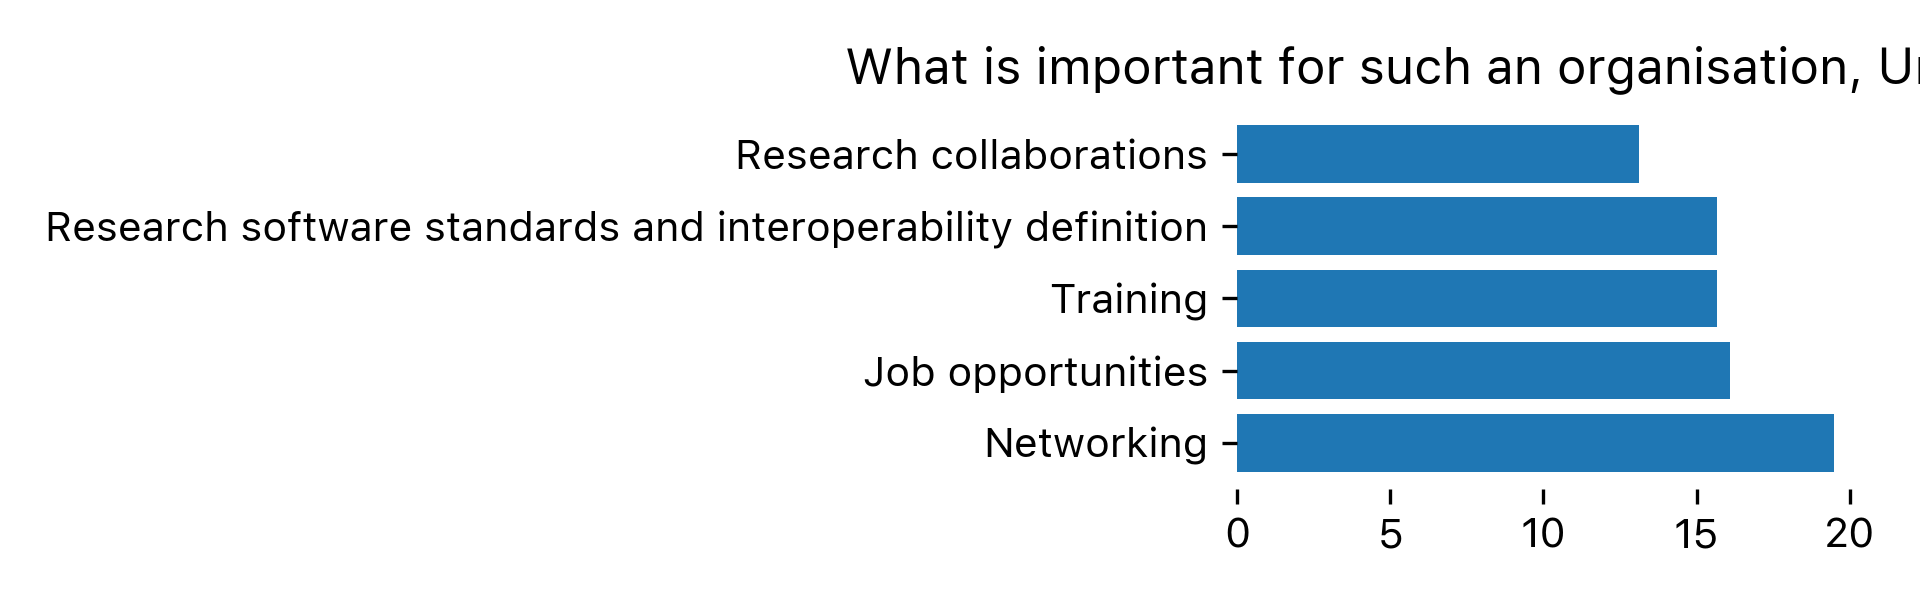 What is important for such an organisation,
Research collaborations
Research software standards and interoperability definition
Training
Job opportunities
Networking
0 5 10 15 20